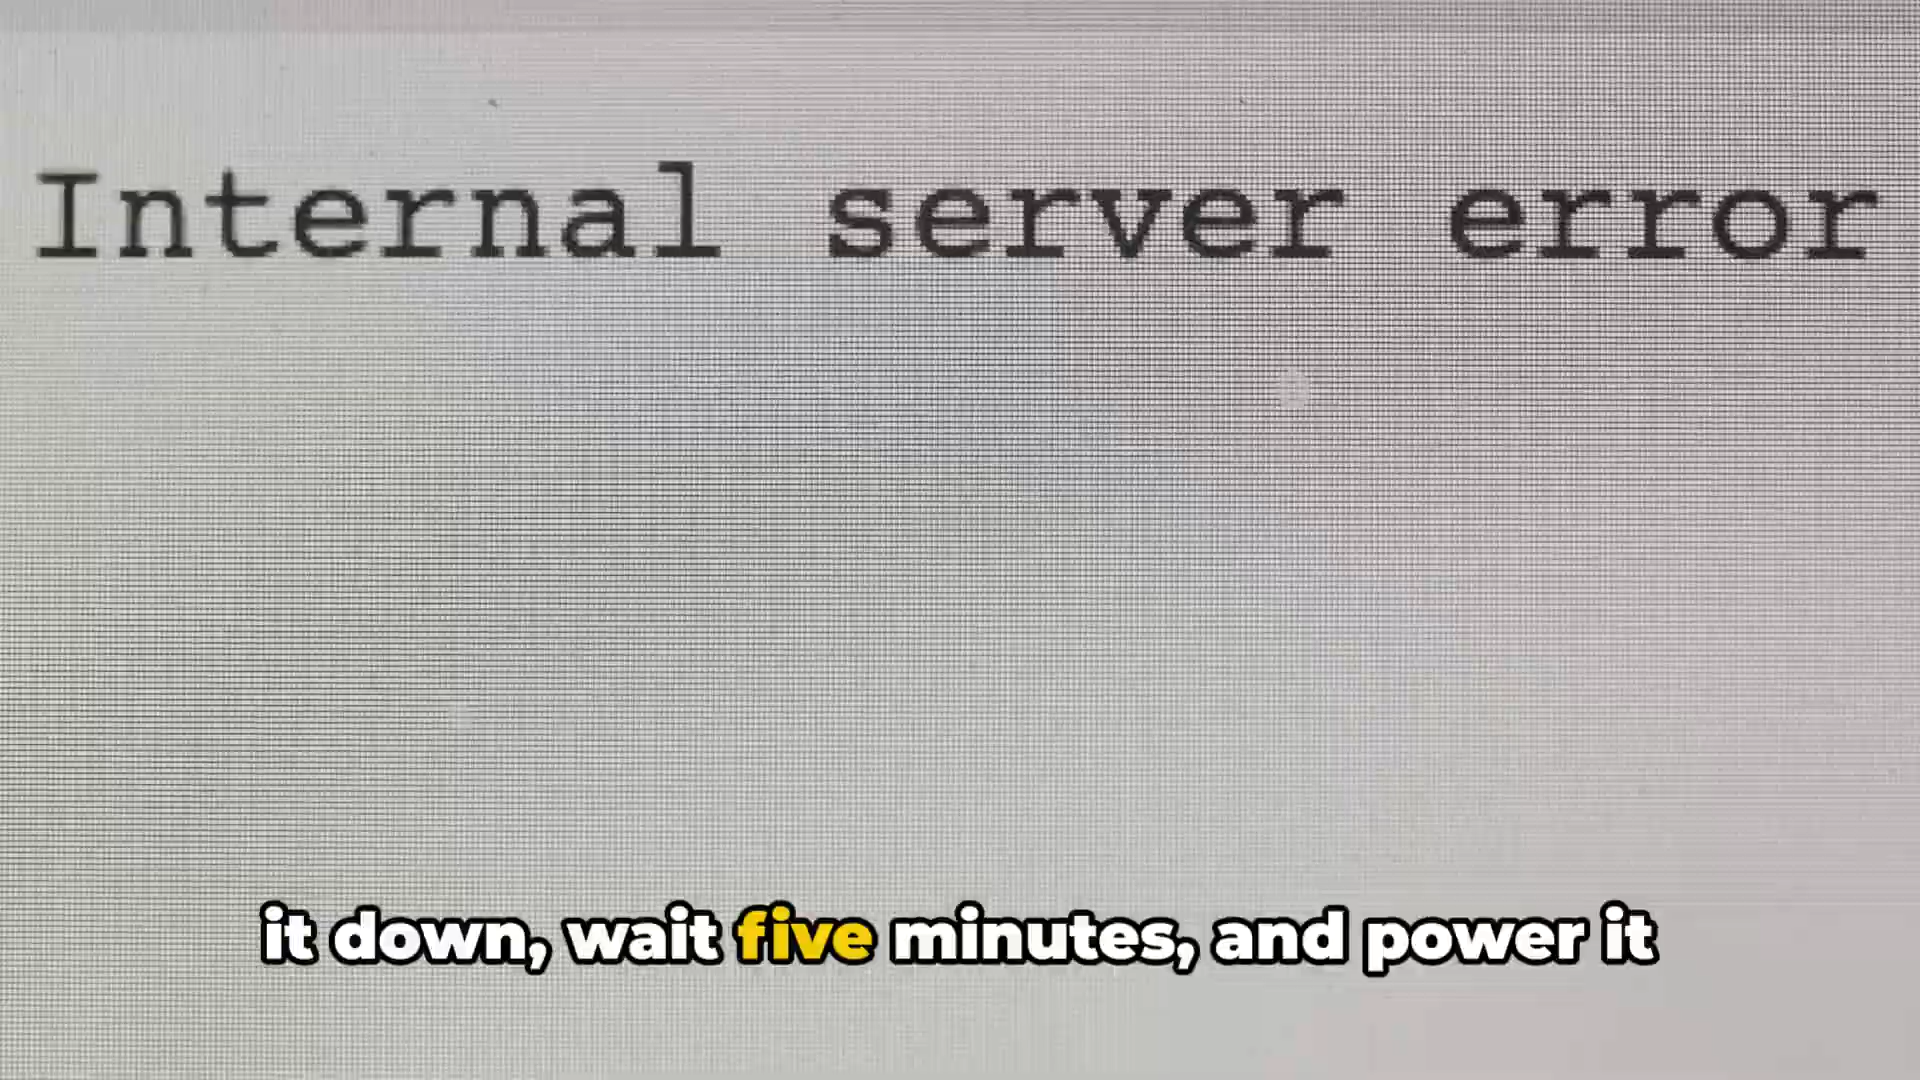 Internal server error
it down, wait five minutes, and power it